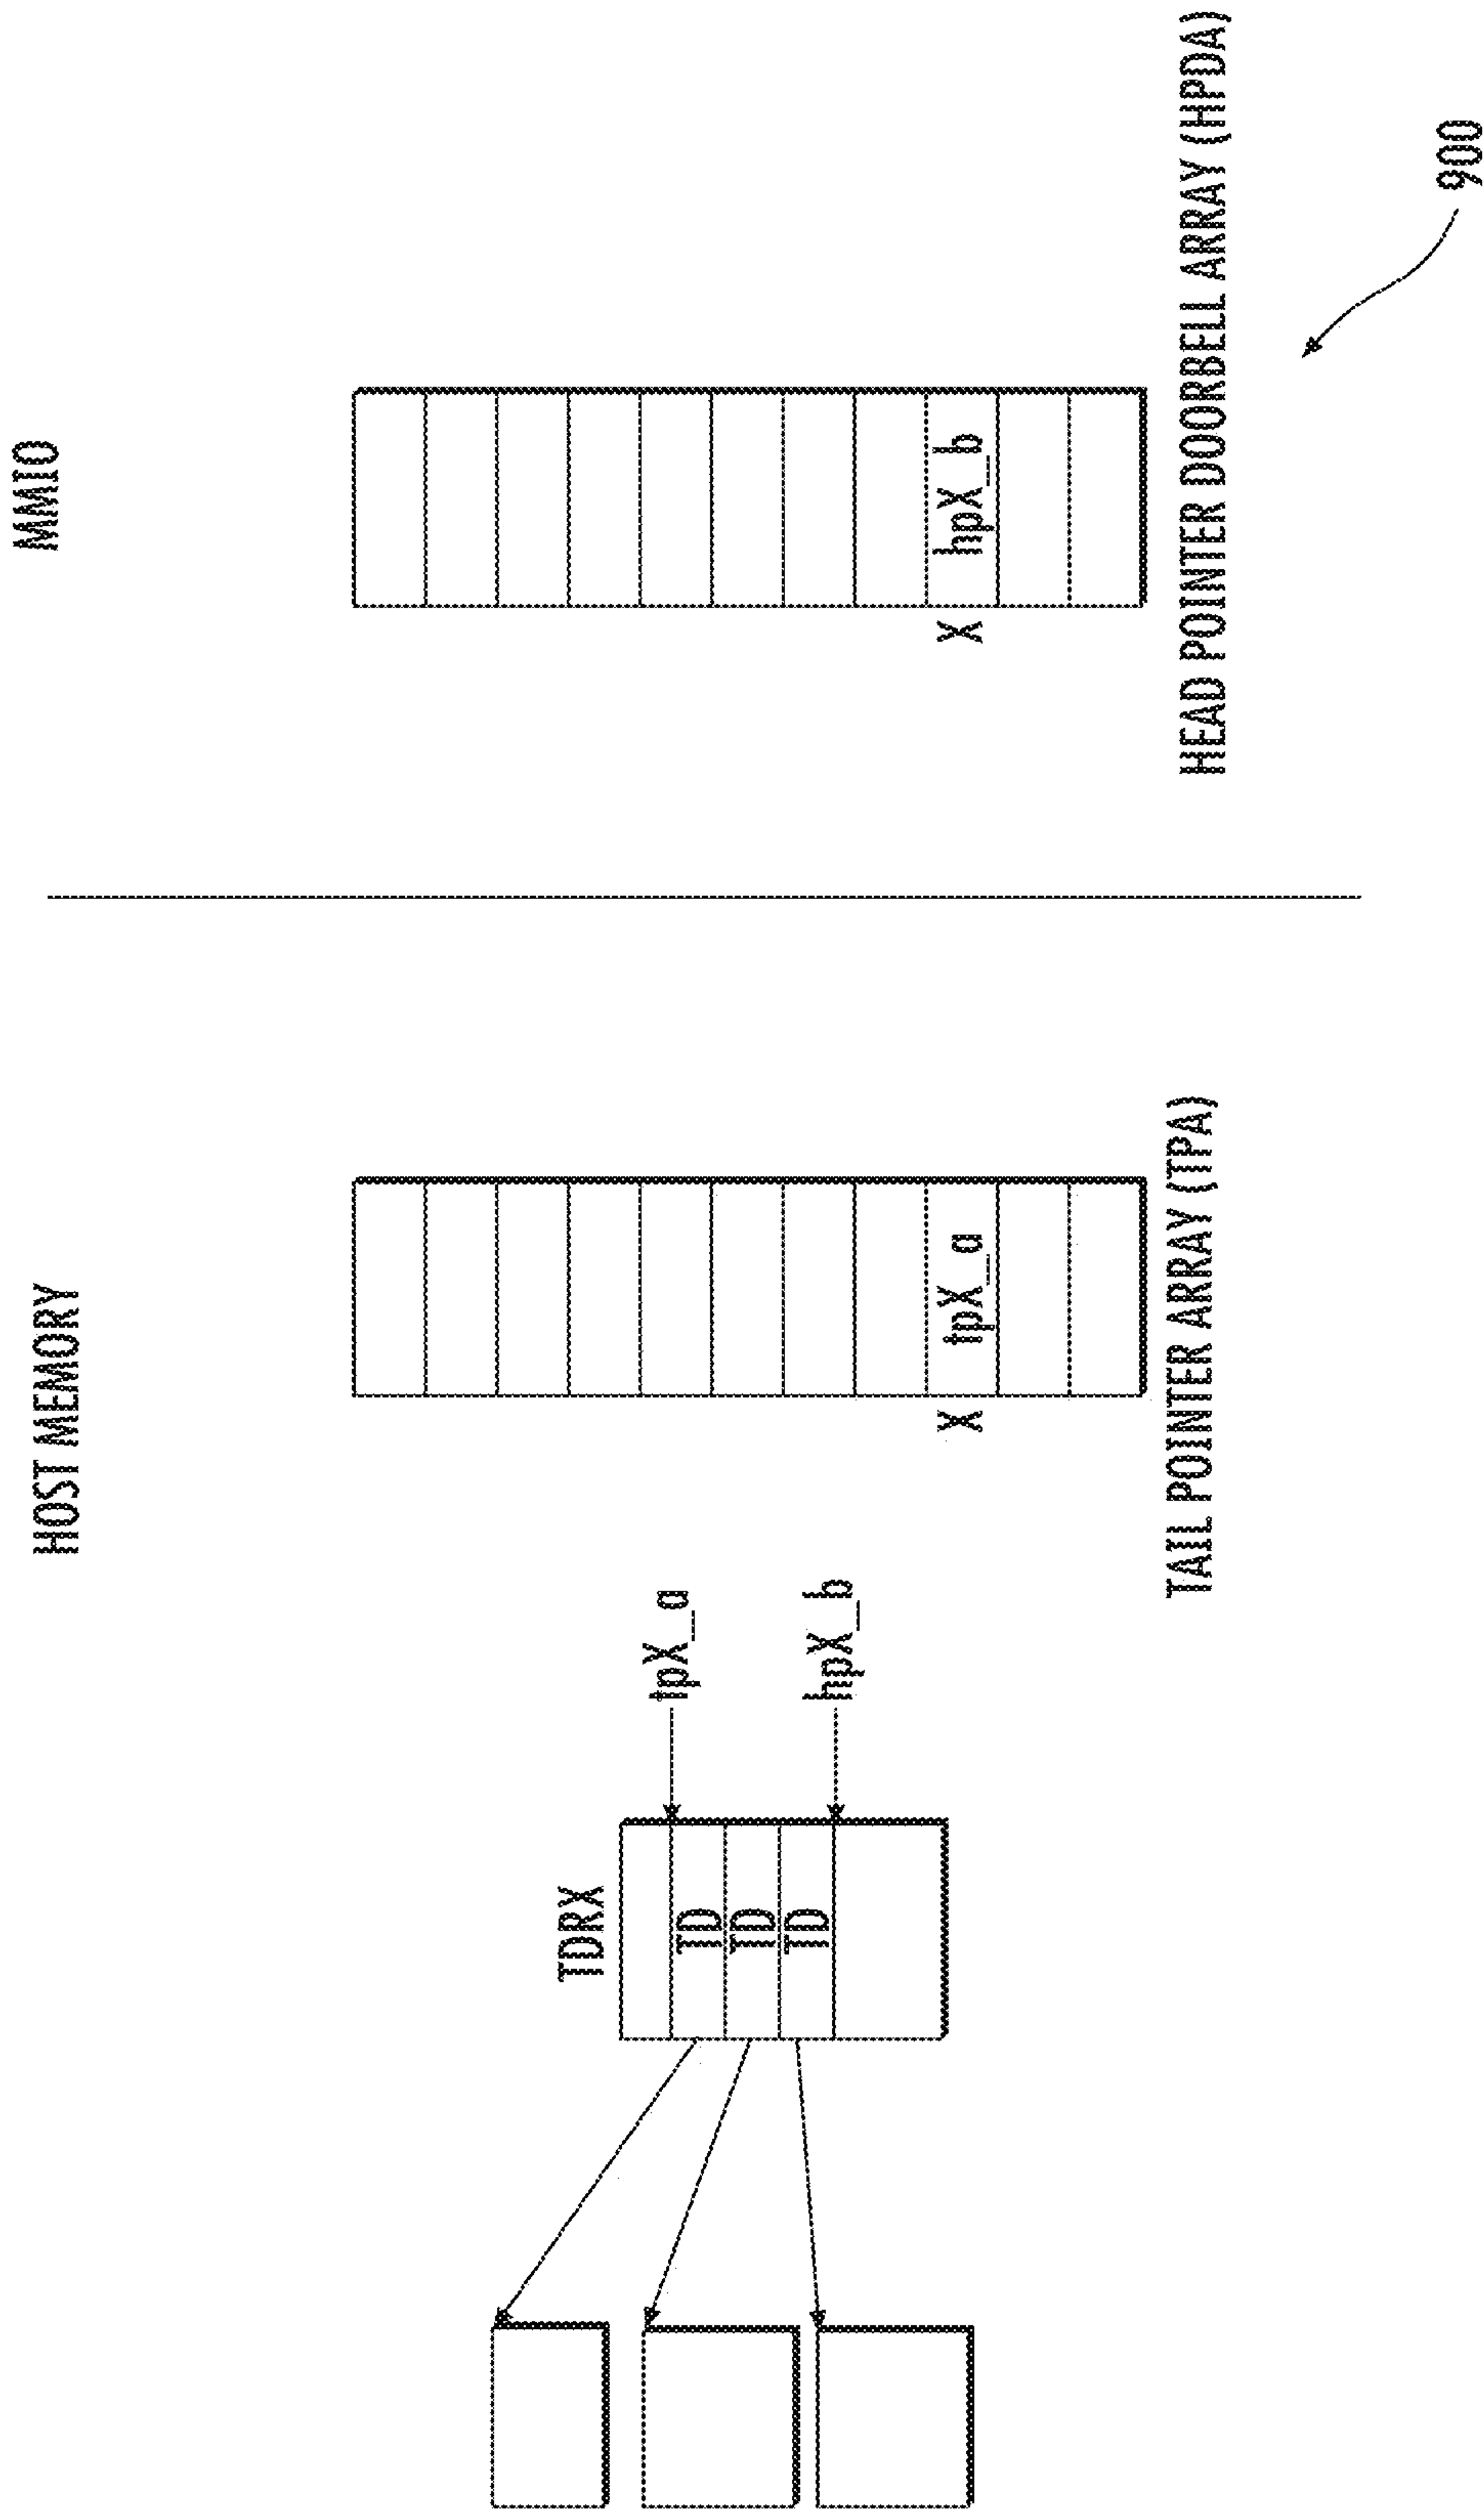 HOST MEMORY
MMIO
TDRX
TD
TD
TD
tpX_a
hpX_b
X
tpX_a
X
hpX_b
TAIL POINTER ARRAY (TPA)
HEAD POINTER DOORBELL ARRAY (HPDA)
900